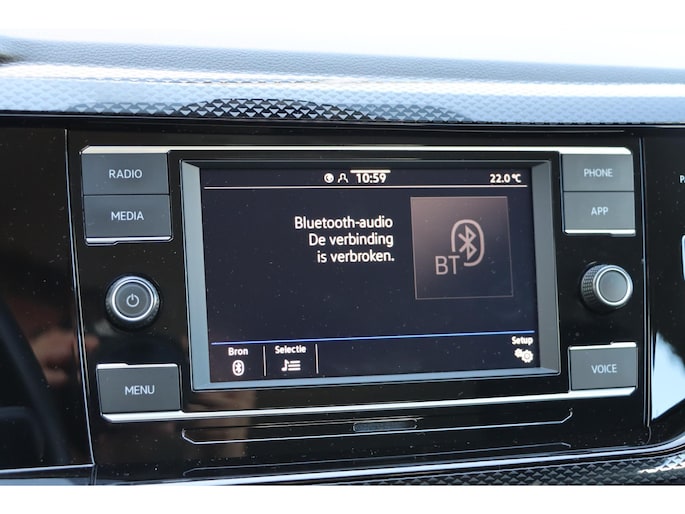 RADIO
MEDIA
MENU
10:59
22.0 °C
Bluetooth-audio
De verbinding
is verbroken.
BT
Bron
Selectie
Setup
PHONE
APP
VOICE